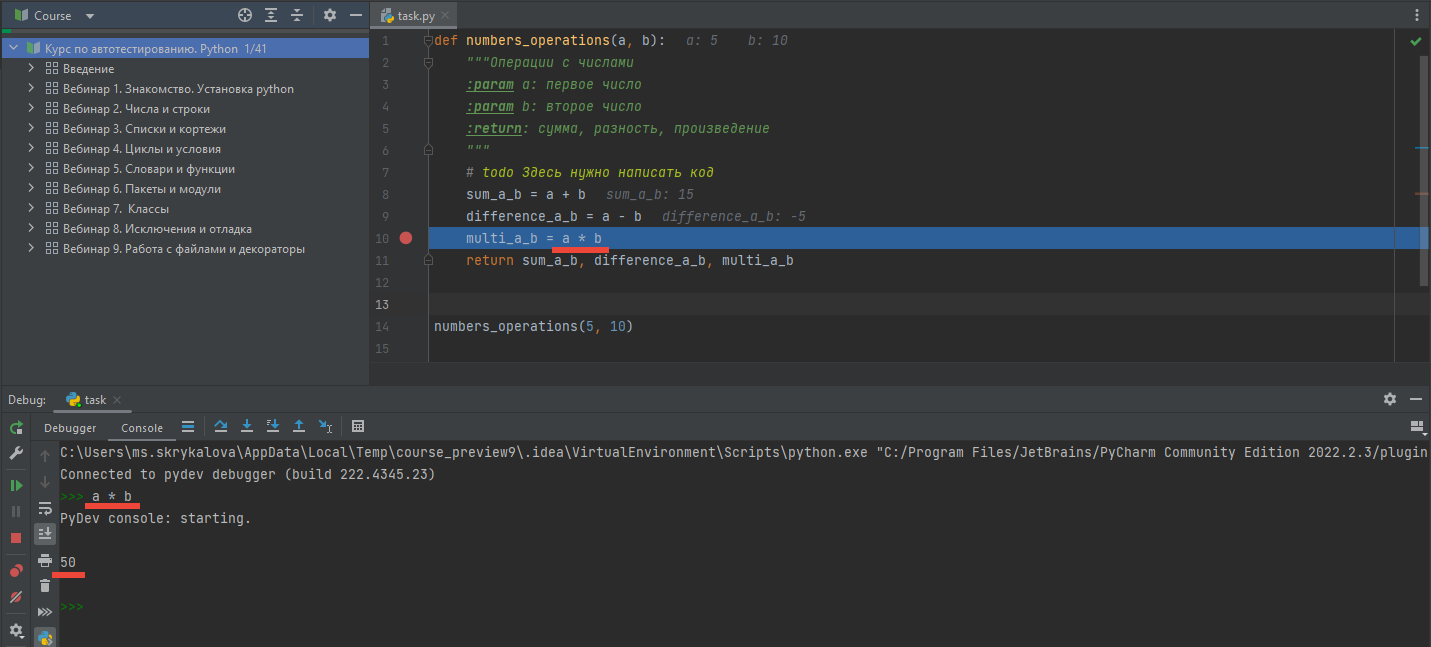 Course
Курс по автотестированию. Python 1/41
Введение
Вебинар 1. Знакомство. Установка python
Вебинар 2. Числа и строки
Вебинар 3. Списки и кортежи
Вебинар 4. Циклы и условия
Вебинар 5. Словари и функции
Вебинар 6. Пакеты и модули
Вебинар 7. Классы
Вебинар 8. Исключения и отладка
Вебинар 9. Работа с файлами и декораторы
task.py
1 def numbers_operations(a, b): a: 5 b: 10
2 """Операции с числами
3 :param a: первое число
4 :param b: второе число
5 :return: сумма, разность, произведение
6 """
7 # todo Здесь нужно написать код
8 sum_a_b = a + b sum_a_b: 15
9 difference_a_b = a - b difference_a_b: -5
10 multi_a_b = a * b
11 return sum_a_b, difference_a_b, multi_a_b
12
13
14 numbers_operations(5, 10)
15
Debug: task
Debugger Console
C:\Users\ms.skrykalova\AppData\Local\Temp\course_preview9\.idea\VirtualEnvironment\Scripts\python.exe "C:/Program Files/JetBrains/PyCharm Community Edition 2022.2.3/plugin
Connected to pydev debugger (build 222.4345.23)
>>> a * b
PyDev console: starting.
50
>>>